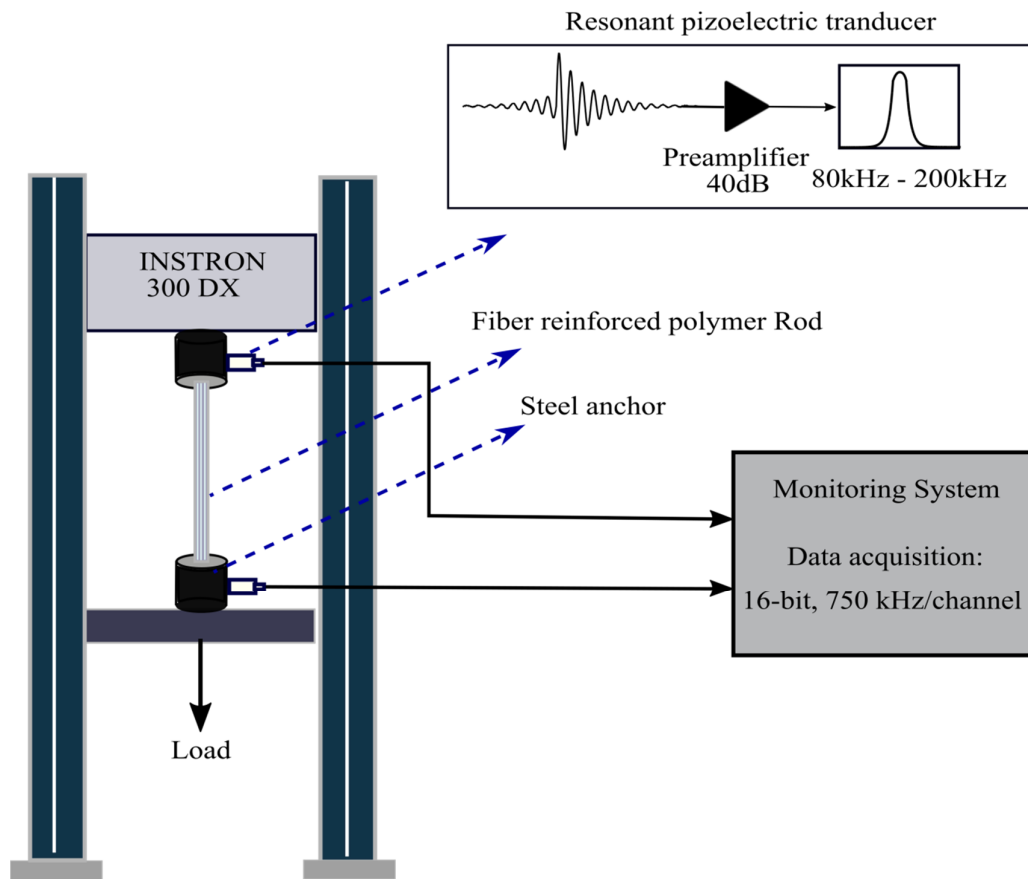 Resonant pizoelectric tranducer
Preamplifier
40dB
80kHz - 200kHz
INSTRON
300 DX
Fiber reinforced polymer Rod
Steel anchor
Monitoring System
Data acquisition:
16-bit, 750 kHz/channel
Load